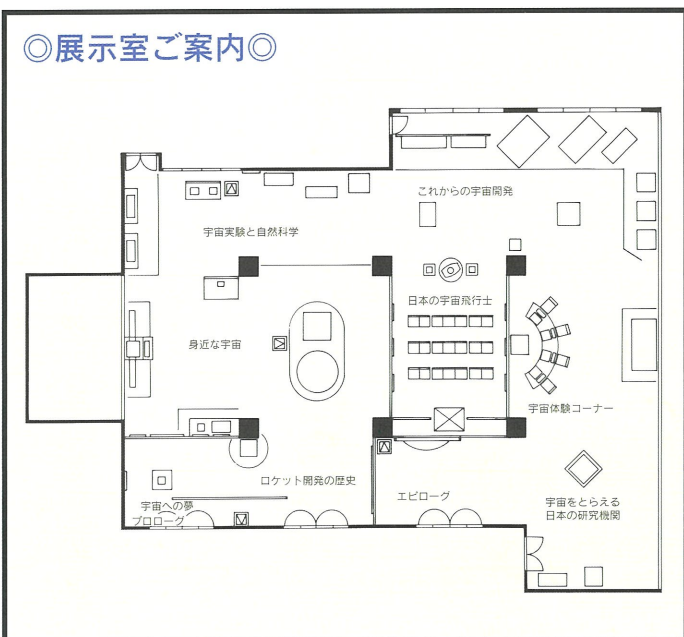 ◎展示室ご案内◎
これからの宇宙開発
宇宙実験と自然科学
日本の宇宙飛行士
身近な宇宙
宇宙体験コーナー
ロケット開発の歴史
エピローグ
宇宙への夢
プロローグ
宇宙をとらえる
日本の研究機関